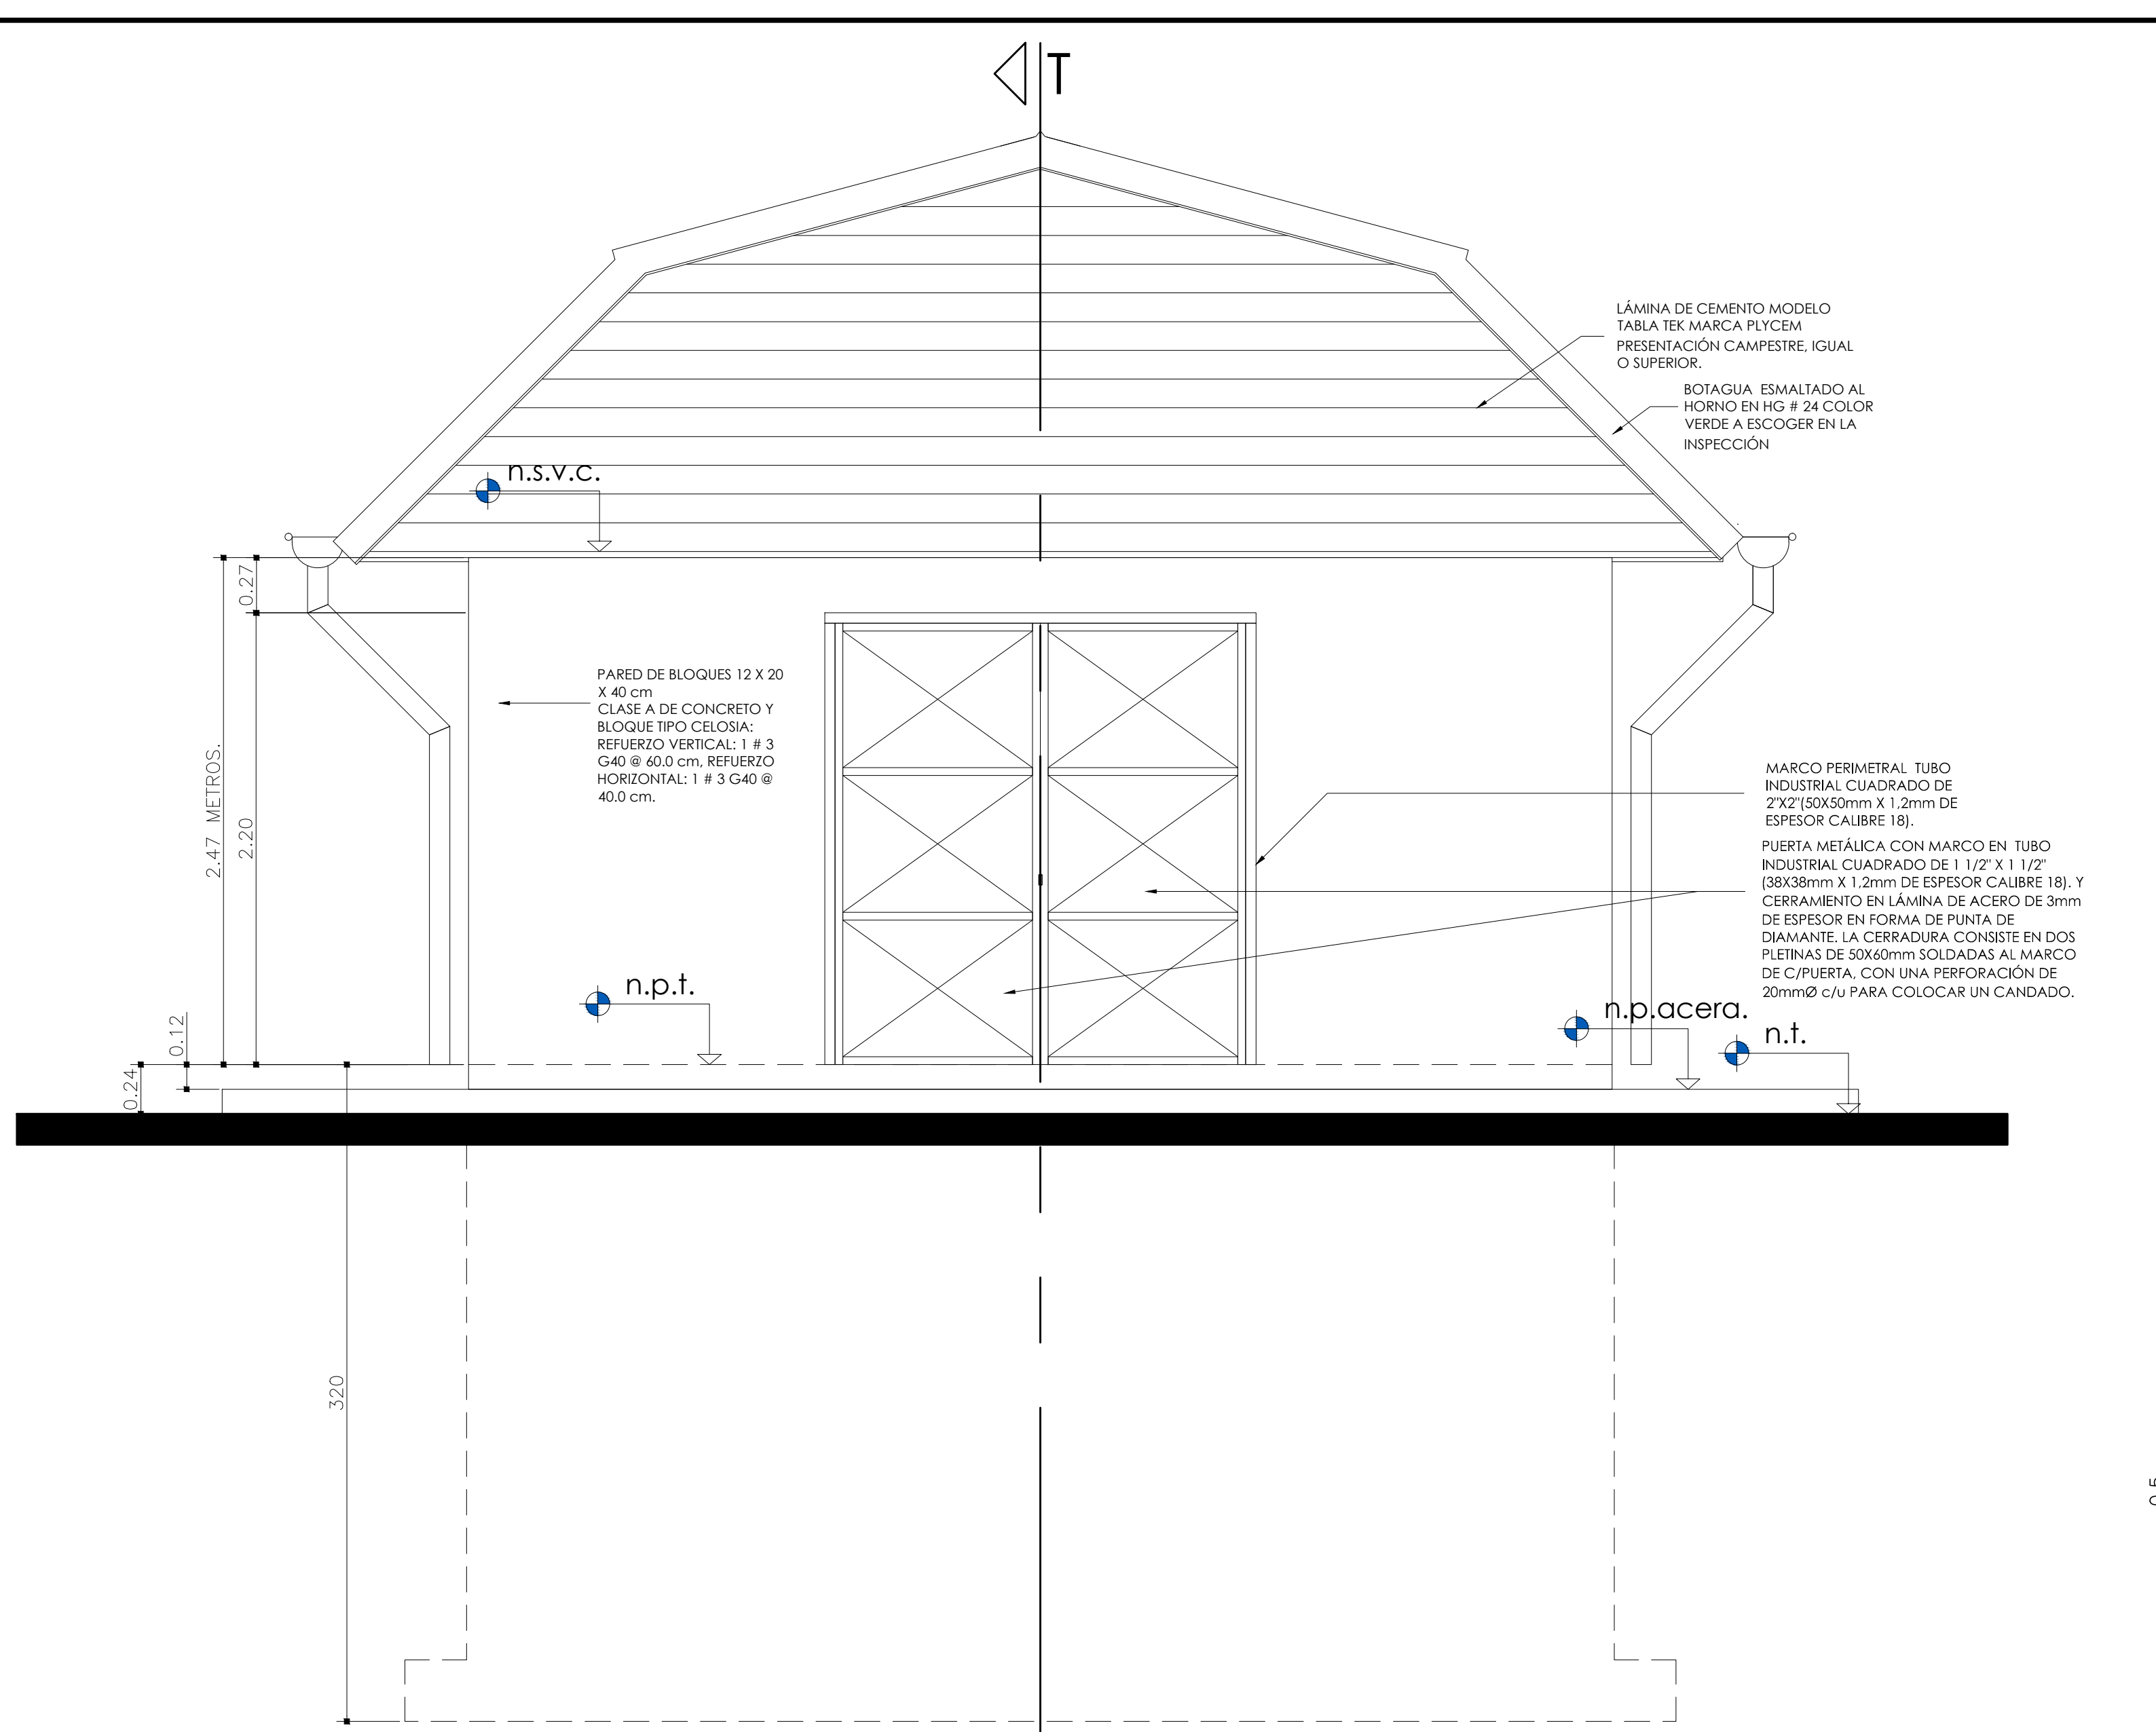 T
LÁMINA DE CEMENTO MODELO
TABLA TEK MARCA PLYCEM
PRESENTACIÓN CAMPESTRE, IGUAL
O SUPERIOR.
BOTAGUA ESMALTADO AL
HORNO EN HG # 24 COLOR
VERDE A ESCOGER EN LA
INSPECCIÓN
n.s.v.c.
0.27
2.47 METROS.
2.20
PARED DE BLOQUES 12 X 20
X 40 cm
CLASE A DE CONCRETO Y
BLOQUE TIPO CELOSIA:
REFUERZO VERTICAL: 1 # 3
G40 @ 60.0 cm, REFUERZO
HORIZONTAL: 1 # 3 G40 @
40.0 cm.
MARCO PERIMETRAL TUBO
INDUSTRIAL CUADRADO DE
2"X2"(50X50mm X 1,2mm DE
ESPESOR CALIBRE 18).
PUERTA METÁLICA CON MARCO EN TUBO
INDUSTRIAL CUADRADO DE 1 1/2" X 1 1/2"
(38X38mm X 1,2mm DE ESPESOR CALIBRE 18). Y
CERRAMIENTO EN LÁMINA DE ACERO DE 3mm
DE ESPESOR EN FORMA DE PUNTA DE
DIAMANTE. LA CERRADURA CONSISTE EN DOS
PLETINAS DE 50X60mm SOLDADAS AL MARCO
DE C/PUERTA, CON UNA PERFORACIÓN DE
20mmØ c/u PARA COLOCAR UN CANDADO.
n.p.t.
n.p.acera.
n.t.
0.12
0.24
320